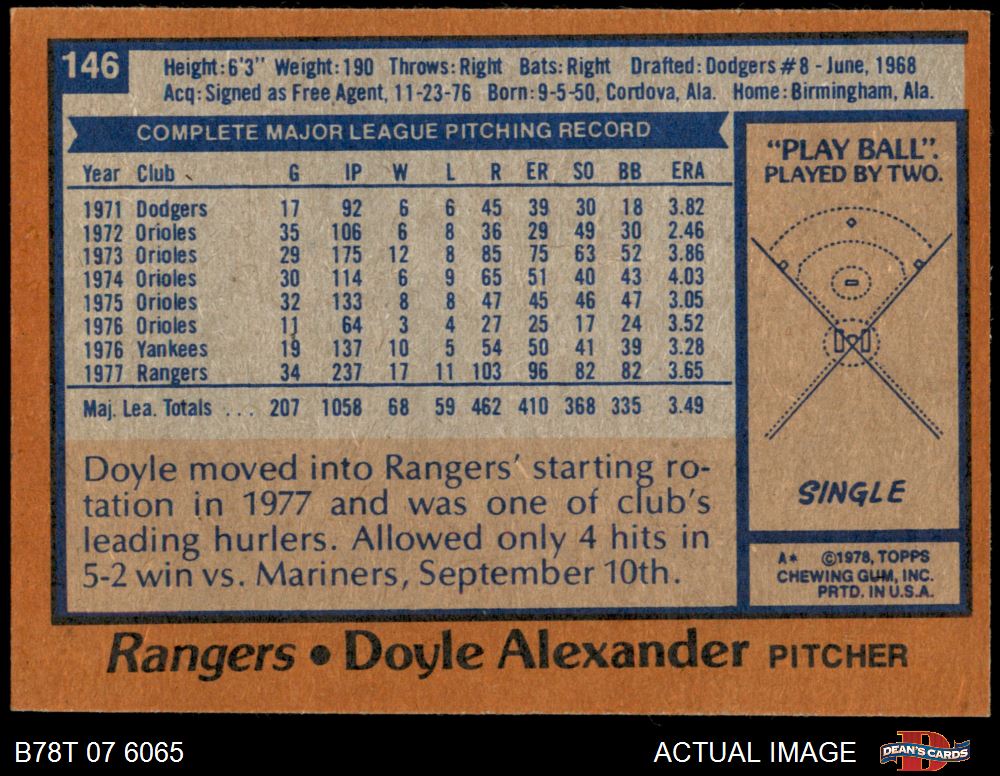 146
Height: 6'3" Weight: 190 Throws: Right Bats: Right Drafted: Dodgers #8 - June, 1968
Acq: Signed as Free Agent, 11-23-76 Born: 9-5-50, Cordova, Ala. Home: Birmingham, Ala.
COMPLETE MAJOR LEAGUE PITCHING RECORD
Year Club G IP W L R ER SO BB ERA
1971 Dodgers 17 92 6 6 45 39 30 18 3.82
1972 Orioles 35 106 6 8 36 29 49 30 2.46
1973 Orioles 29 175 12 8 85 75 63 52 3.86
1974 Orioles 30 114 6 9 65 51 40 43 4.03
1975 Orioles 32 133 8 8 47 45 46 47 3.05
1976 Orioles 11 64 3 4 27 25 17 24 3.52
1976 Yankees 19 137 10 5 54 50 41 39 3.28
1977 Rangers 34 237 17 11 103 96 82 82 3.65
Maj. Lea. Totals ... 207 1058 68 59 462 410 368 335 3.49
Doyle moved into Rangers' starting ro-
tation in 1977 and was one of club's
leading hurlers. Allowed only 4 hits in
5-2 win vs. Mariners, September 10th.
"PLAY BALL".
PLAYED BY TWO.
SINGLE
A* ©1978, TOPPS
CHEWING GUM, INC.
PRTD. IN U.S.A.
Rangers • Doyle Alexander PITCHER
B78T 07 6065
ACTUAL IMAGE
DEAN'S CARDS